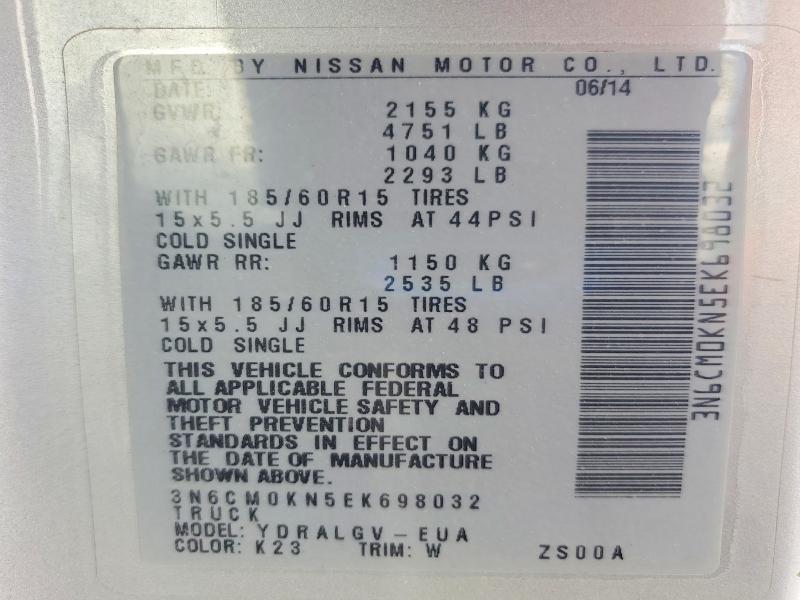 MFD BY NISSAN MOTOR CO., LTD.
DATE: 06/14
GVWR: 2155 KG
4751 LB
GAWR FR: 1040 KG
2293 LB
WITH 185/60R15 TIRES
15x5.5 JJ RIMS AT 44PSI
COLD SINGLE
GAWR RR: 1150 KG
2535 LB
WITH 185/60R15 TIRES
15x5.5 JJ RIMS AT 48 PSI
COLD SINGLE
THIS VEHICLE CONFORMS TO
ALL APPLICABLE FEDERAL
MOTOR VEHICLE SAFETY AND
THEFT PREVENTION
STANDARDS IN EFFECT ON
THE DATE OF MANUFACTURE
SHOWN ABOVE.
3N6CM0KN5EK698032
TRUCK
MODEL: YDRALGV-EUA
COLOR: K23 TRIM: W ZS00A
3N6CM0KN5EK698032